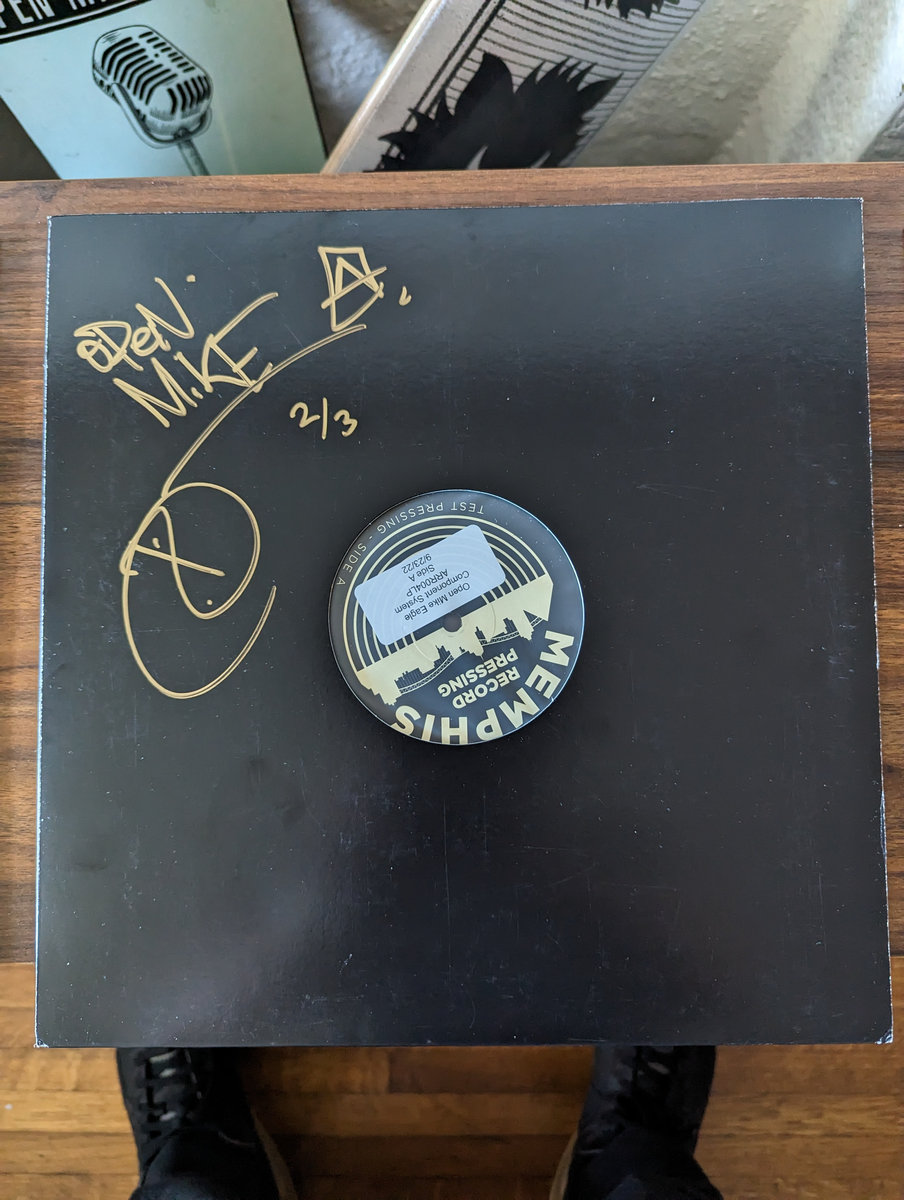 OPEN
MIKE
2/3
TEST PRESSING - SIDE A
Open Mike Eagle
Component System
ARR004LP
Side A
9/23/22
MEMPHIS
RECORD
PRESSING